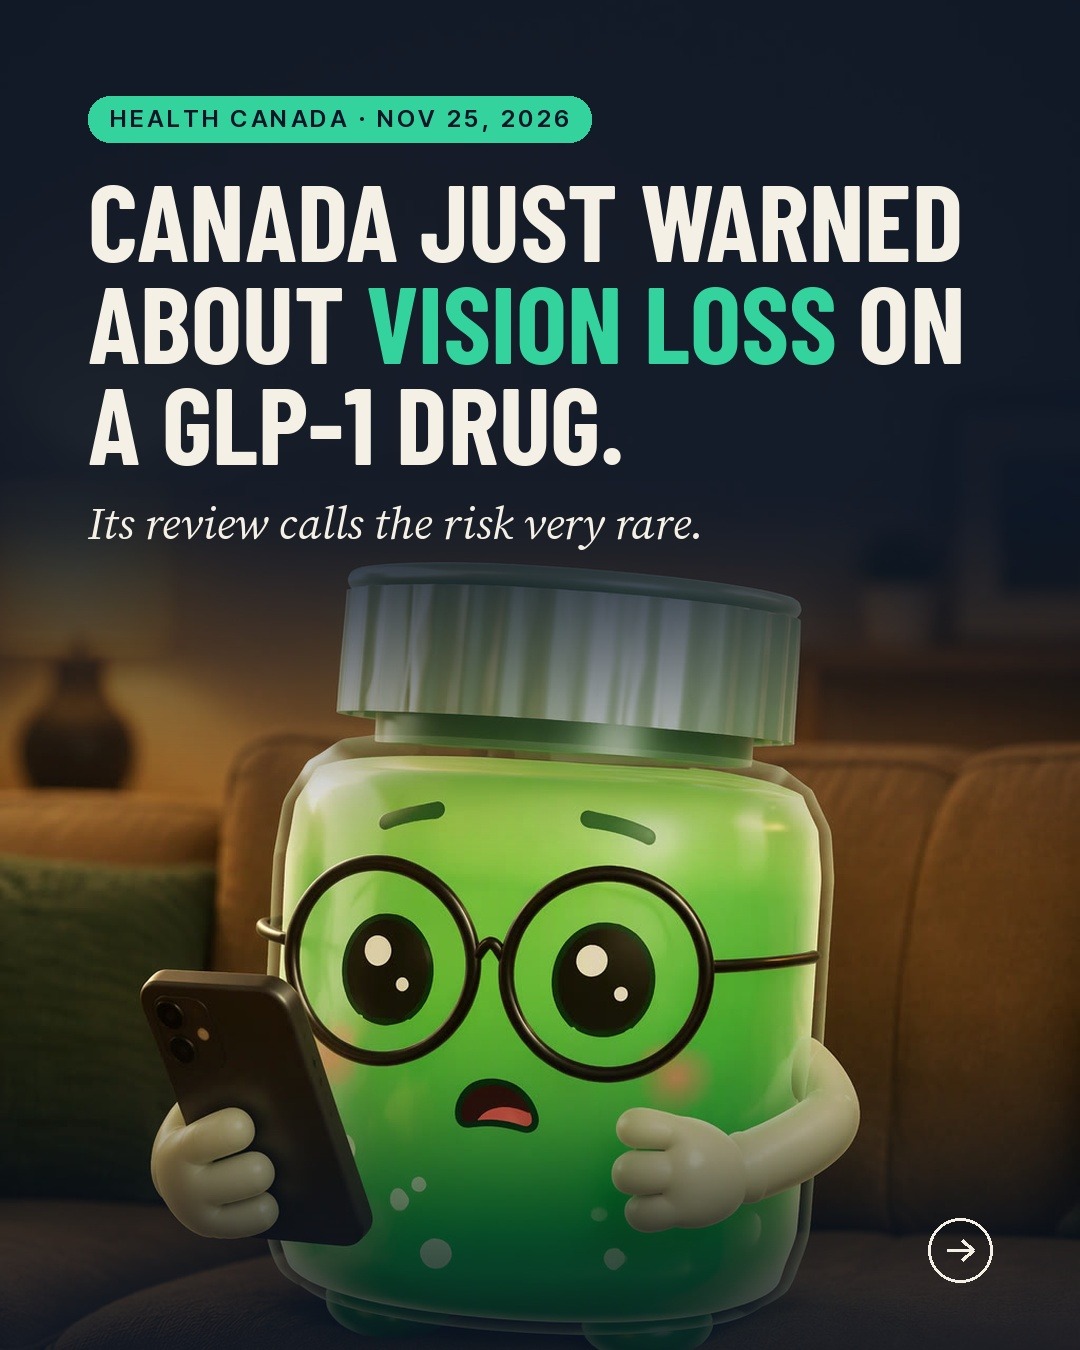 HEALTH CANADA · NOV 25, 2026
CANADA JUST WARNED
ABOUT VISION LOSS ON
A GLP-1 DRUG.
Its review calls the risk very rare.